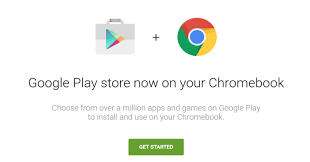 +
Google Play store now on your Chromebook
Choose from over a million apps and games on Google Play
to install and use on your Chromebook.
GET STARTED